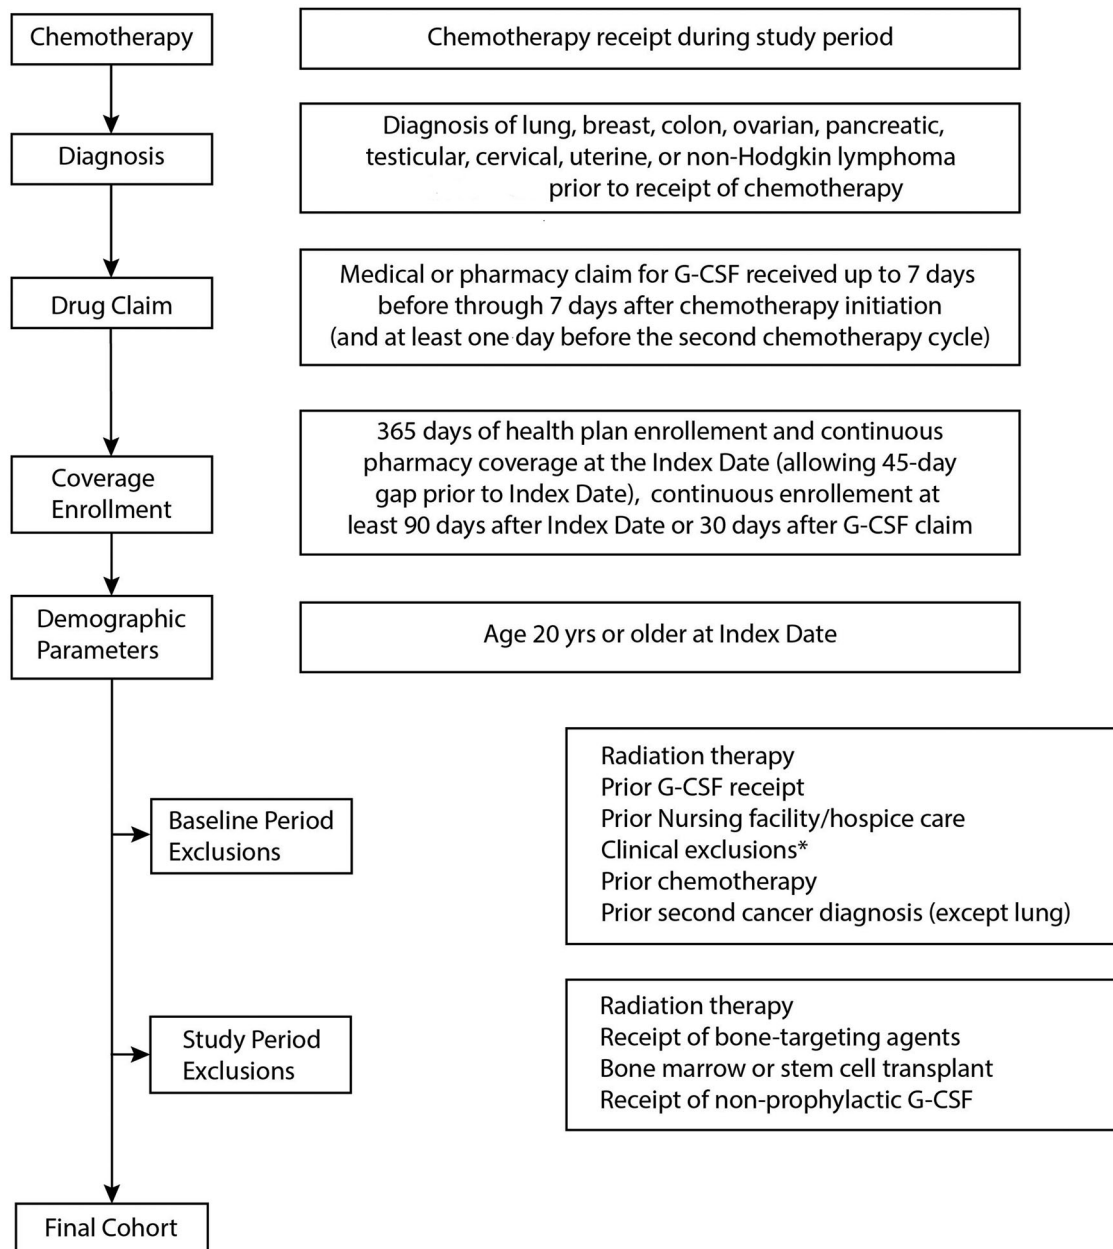 Chemotherapy
Chemotherapy receipt during study period
Diagnosis
Diagnosis of lung, breast, colon, ovarian, pancreatic,
testicular, cervical, uterine, or non-Hodgkin lymphoma
prior to receipt of chemotherapy
Drug Claim
Medical or pharmacy claim for G-CSF received up to 7 days
before through 7 days after chemotherapy initiation
(and at least one day before the second chemotherapy cycle)
Coverage
Enrollment
365 days of health plan enrollement and continuous
pharmacy coverage at the Index Date (allowing 45-day
gap prior to Index Date), continuous enrollement at
least 90 days after Index Date or 30 days after G-CSF claim
Demographic
Parameters
Age 20 yrs or older at Index Date
Baseline Period
Exclusions
Radiation therapy
Prior G-CSF receipt
Prior Nursing facility/hospice care
Clinical exclusions*
Prior chemotherapy
Prior second cancer diagnosis (except lung)
Study Period
Exclusions
Radiation therapy
Receipt of bone-targeting agents
Bone marrow or stem cell transplant
Receipt of non-prophylactic G-CSF
Final Cohort